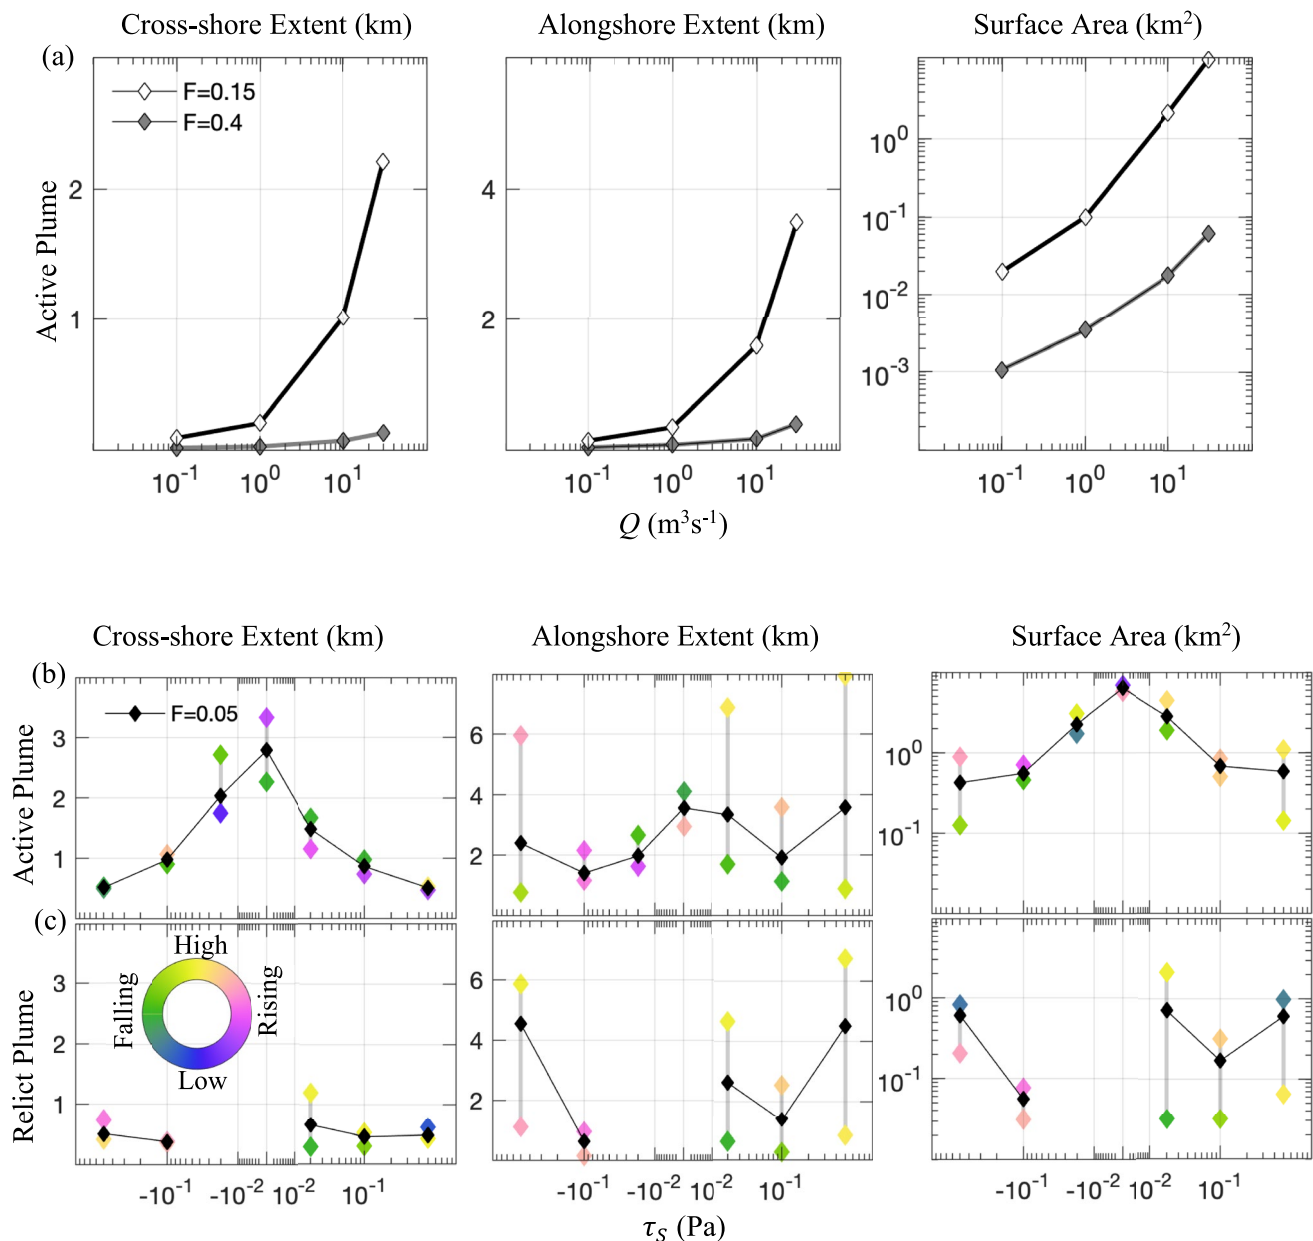 Cross-shore Extent (km) Alongshore Extent (km) Surface Area (km²)
(a)
F=0.15
F=0.4
Active Plume
2
1
4
2
10⁰
10⁻¹
10⁻²
10⁻³
10⁻¹ 10⁰ 10¹ 10⁻¹ 10⁰ 10¹ 10⁻¹ 10⁰ 10¹
Q (m³s⁻¹)
Cross-shore Extent (km) Alongshore Extent (km) Surface Area (km²)
(b)
F=0.05
Active Plume
3
2
1
6
4
2
10⁰
10⁻¹
(c)
High
Falling
Rising
Low
Relict Plume
3
2
1
6
4
2
10⁰
10⁻¹
-10⁻¹ -10⁻² 10⁻² 10⁻¹ -10⁻¹ -10⁻² 10⁻² 10⁻¹ -10⁻¹ -10⁻² 10⁻² 10⁻¹
τS (Pa)